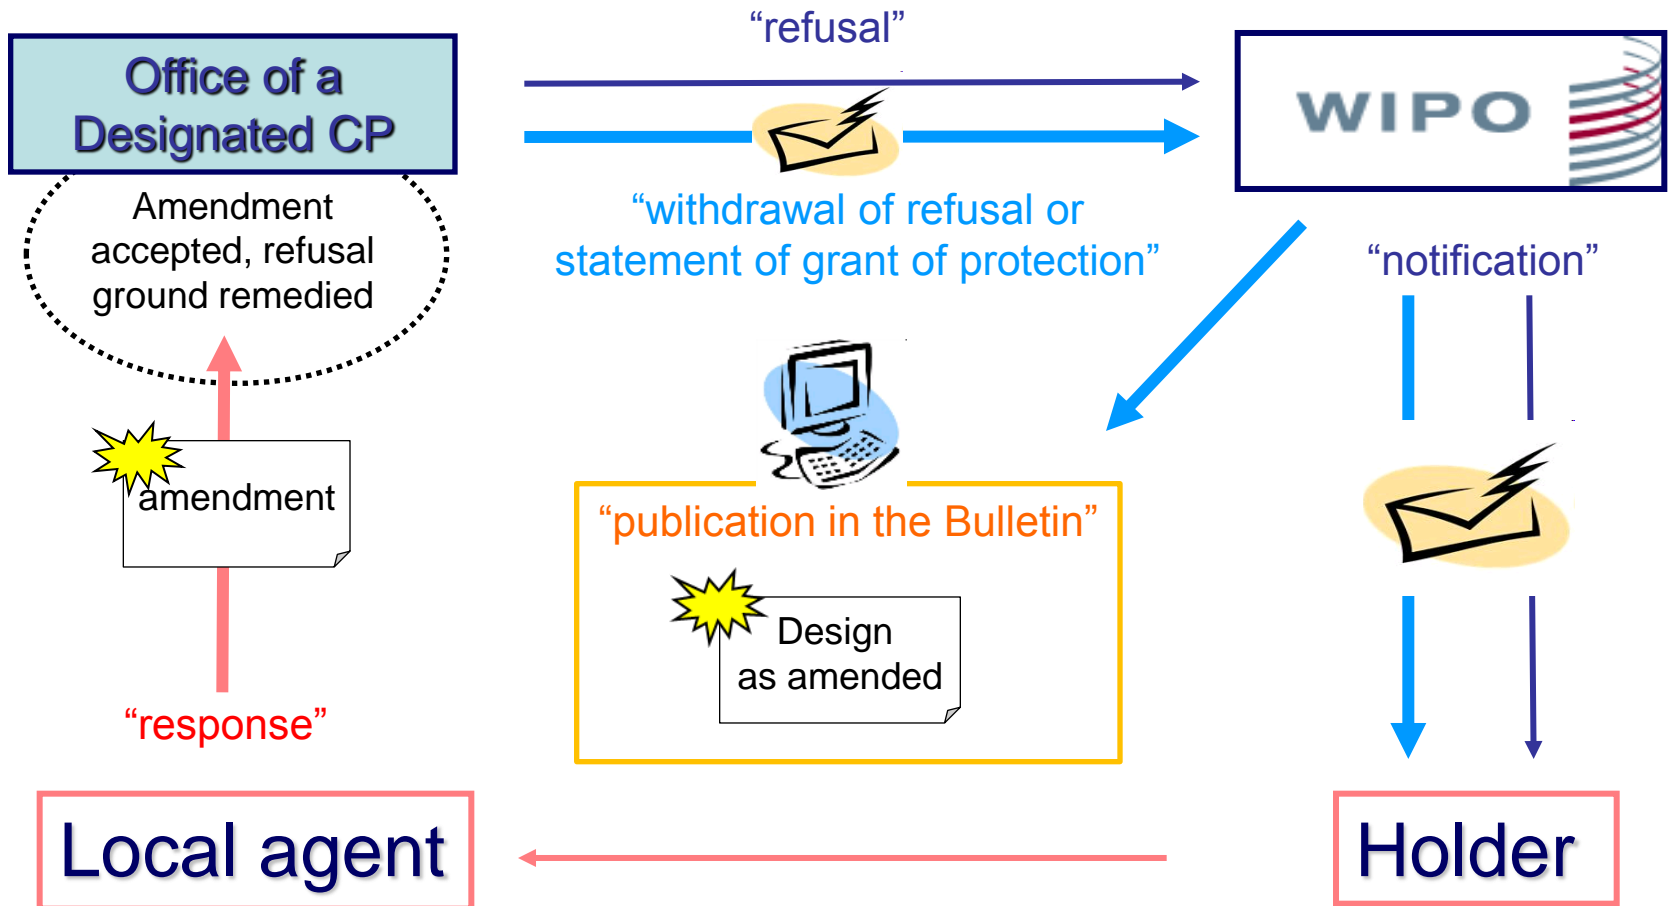 “refusal”
Office of a
Designated CP
WIPO
Amendment
accepted, refusal
ground remedied
“withdrawal of refusal or
statement of grant of protection”
“notification”
amendment
“publication in the Bulletin”
Design
as amended
“response”
Local agent
Holder